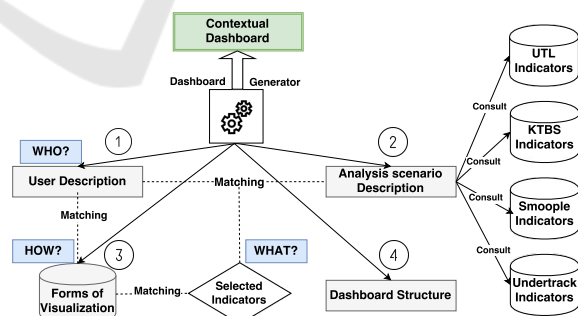 Contextual
Dashboard
Dashboard Generator
UTL
Indicators
Consult
1
2
WHO?
KTBS
Indicators
Consult
User Description
Matching
Analysis scenario
Description
Matching
Consult
Smoople
Indicators
HOW?
3
WHAT?
4
Consult
Forms of
Visualization
Matching
Selected
Indicators
Dashboard Structure
Undertrack
Indicators